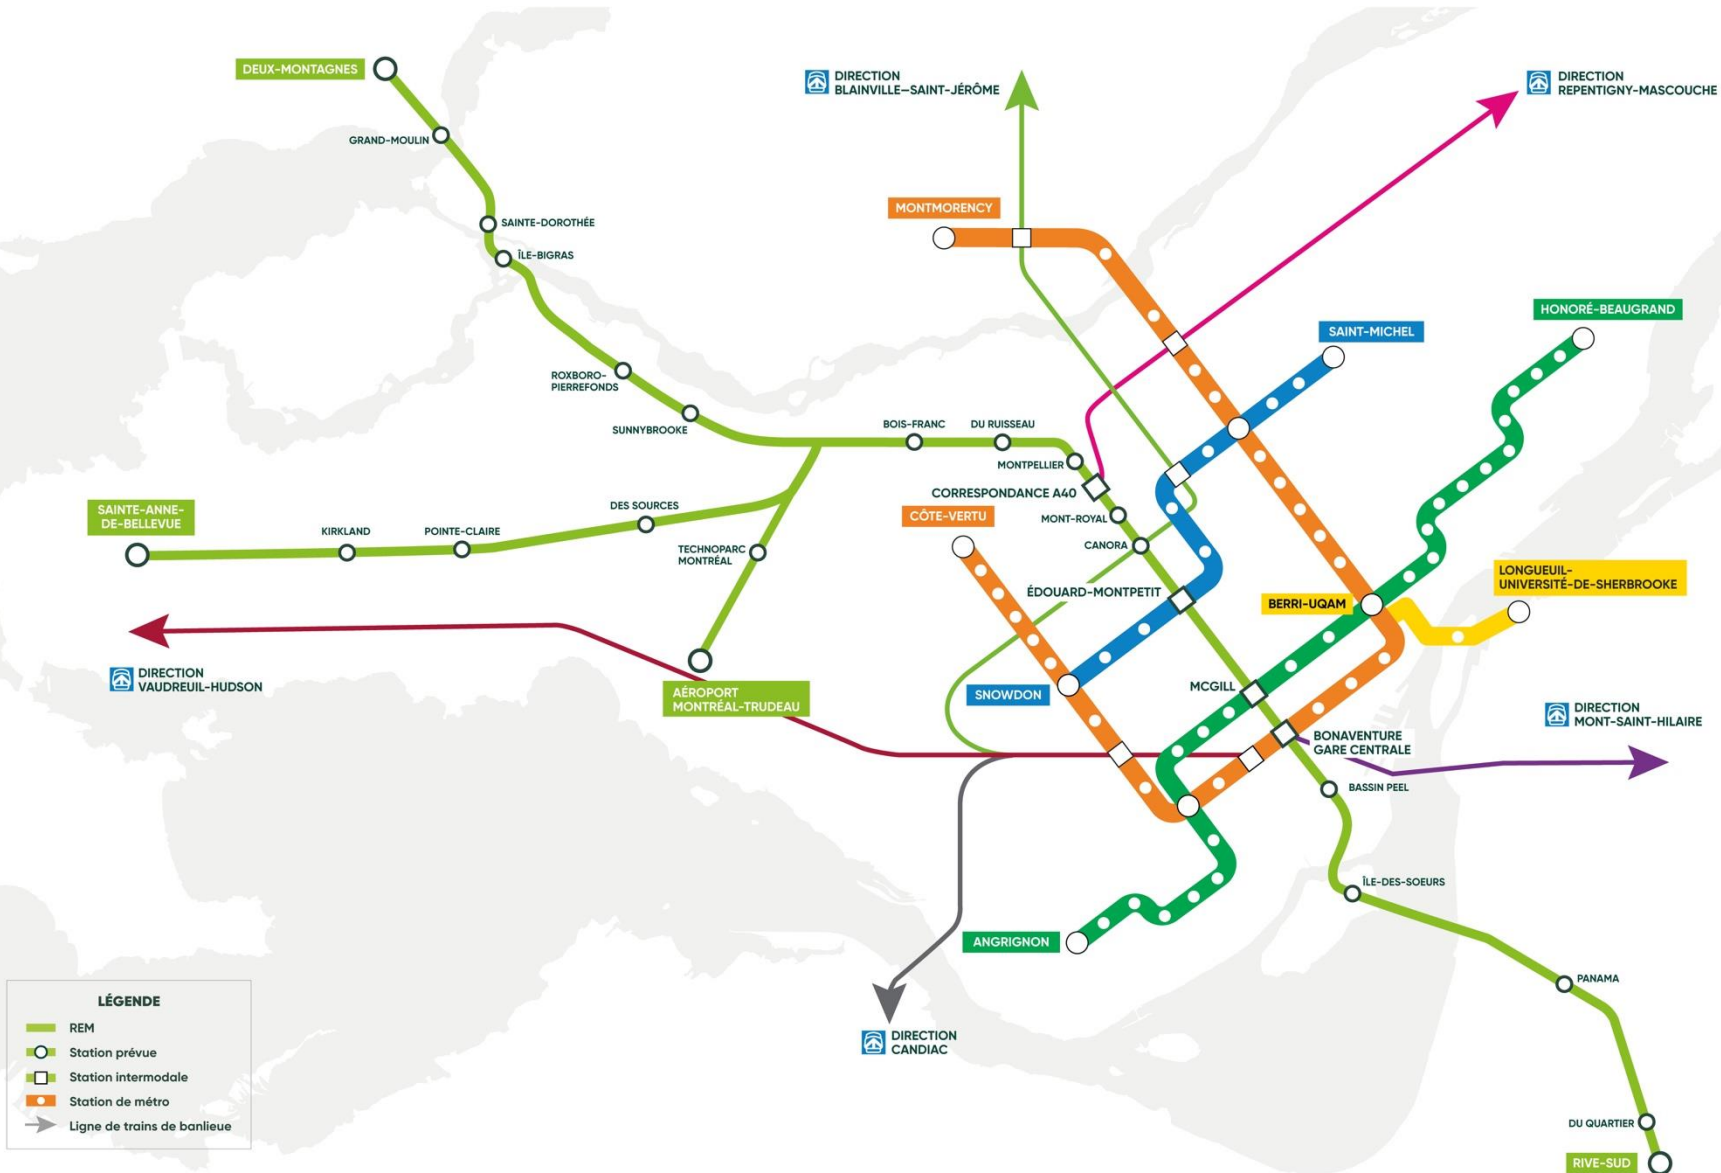 DEUX-MONTAGNES
GRAND-MOULIN
SAINTE-DOROTHÉE
ÎLE-BIGRAS
ROXBORO-
PIERREFONDS
SUNNYBROOKE
BOIS-FRANC
DU RUISSEAU
MONTPELLIER
CORRESPONDANCE A40
MONT-ROYAL
CANORA
ÉDOUARD-MONTPETIT
MCGILL
BONAVENTURE
GARE CENTRALE
BASSIN PEEL
ÎLE-DES-SOEURS
PANAMA
DU QUARTIER
RIVE-SUD
SAINTE-ANNE-
DE-BELLEVUE
KIRKLAND
POINTE-CLAIRE
DES SOURCES
TECHNOPARC
MONTRÉAL
AÉROPORT
MONTRÉAL-TRUDEAU
DIRECTION
BLAINVILLE–SAINT-JÉRÔME
DIRECTION
REPENTIGNY-MASCOUCHE
MONTMORENCY
SAINT-MICHEL
HONORÉ-BEAUGRAND
CÔTE-VERTU
BERRI-UQAM
LONGUEUIL-
UNIVERSITÉ-DE-SHERBROOKE
SNOWDON
ANGRIGNON
DIRECTION
VAUDREUIL-HUDSON
DIRECTION
MONT-SAINT-HILAIRE
DIRECTION
CANDIAC
LÉGENDE
REM
Station prévue
Station intermodale
Station de métro
Ligne de trains de banlieue